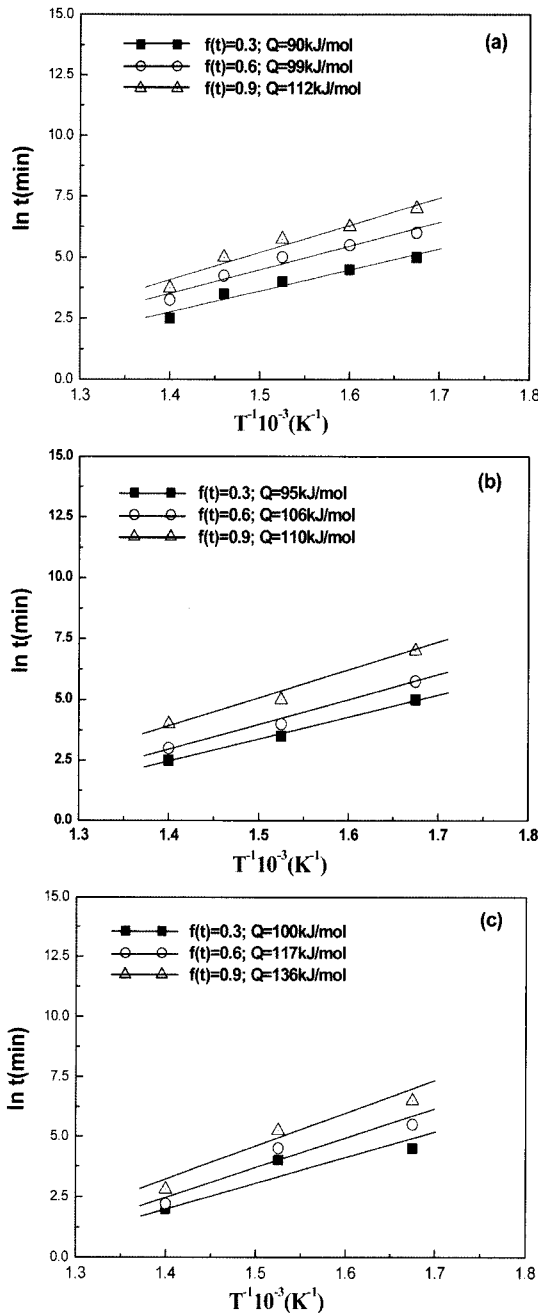 15.0
(a)
f(t)=0.3; Q=90kJ/mol
12.5
f(t)=0.6; Q=99kJ/mol
f(t)=0.9; Q=112kJ/mol
10.0
ln t(min)
7.5
5.0
2.5
0.0
1.3 1.4 1.5 1.6 1.7 1.8
T⁻¹10⁻³(K⁻¹)
15.0
(b)
f(t)=0.3; Q=95kJ/mol
12.5
f(t)=0.6; Q=106kJ/mol
f(t)=0.9; Q=110kJ/mol
10.0
ln t(min)
7.5
5.0
2.5
0.0
1.3 1.4 1.5 1.6 1.7 1.8
T⁻¹10⁻³(K⁻¹)
15.0
(c)
f(t)=0.3; Q=100kJ/mol
12.5
f(t)=0.6; Q=117kJ/mol
f(t)=0.9; Q=136kJ/mol
10.0
ln t(min)
7.5
5.0
2.5
0.0
1.3 1.4 1.5 1.6 1.7 1.8
T⁻¹10⁻³(K⁻¹)